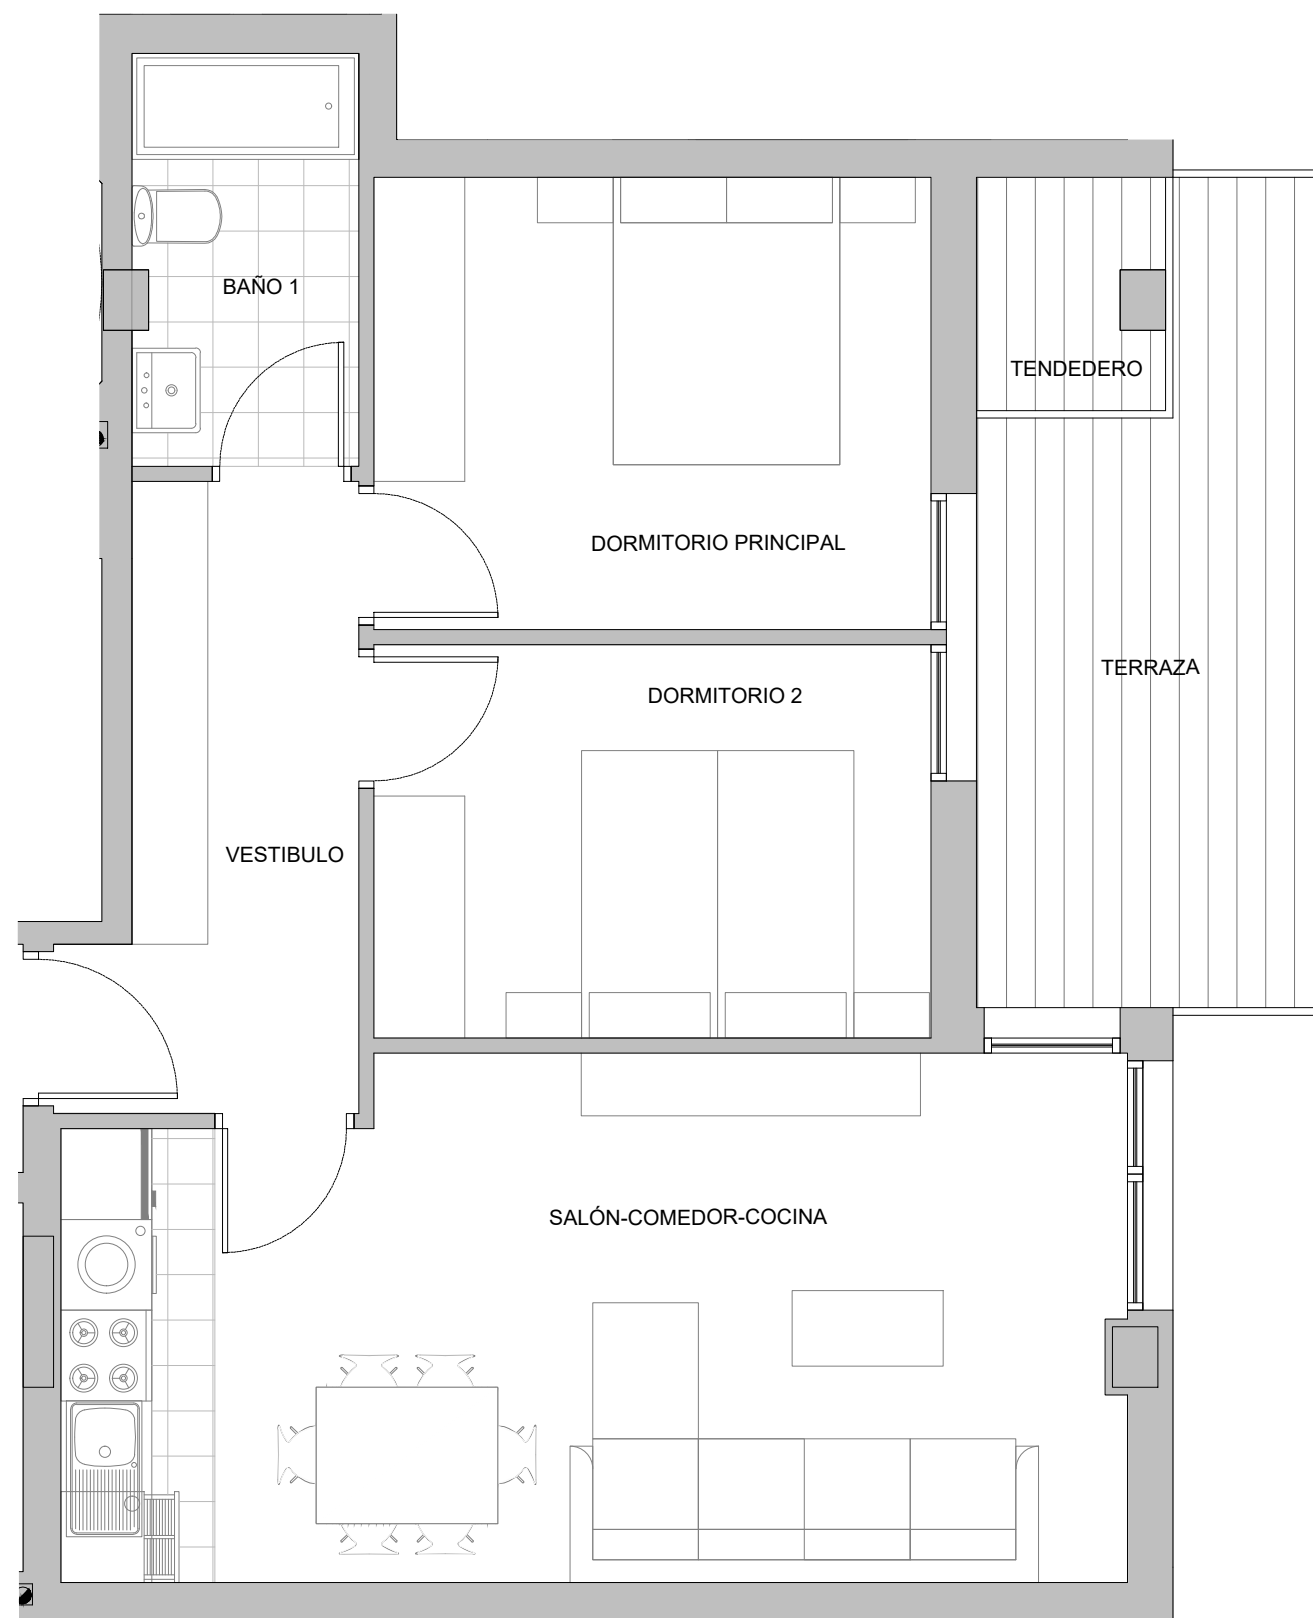 BAÑO 1
TENDEDERO
DORMITORIO PRINCIPAL
TERRAZA
DORMITORIO 2
VESTIBULO
SALÓN-COMEDOR-COCINA